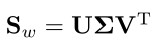 𝐒_w = 𝐔𝚺𝐕^T